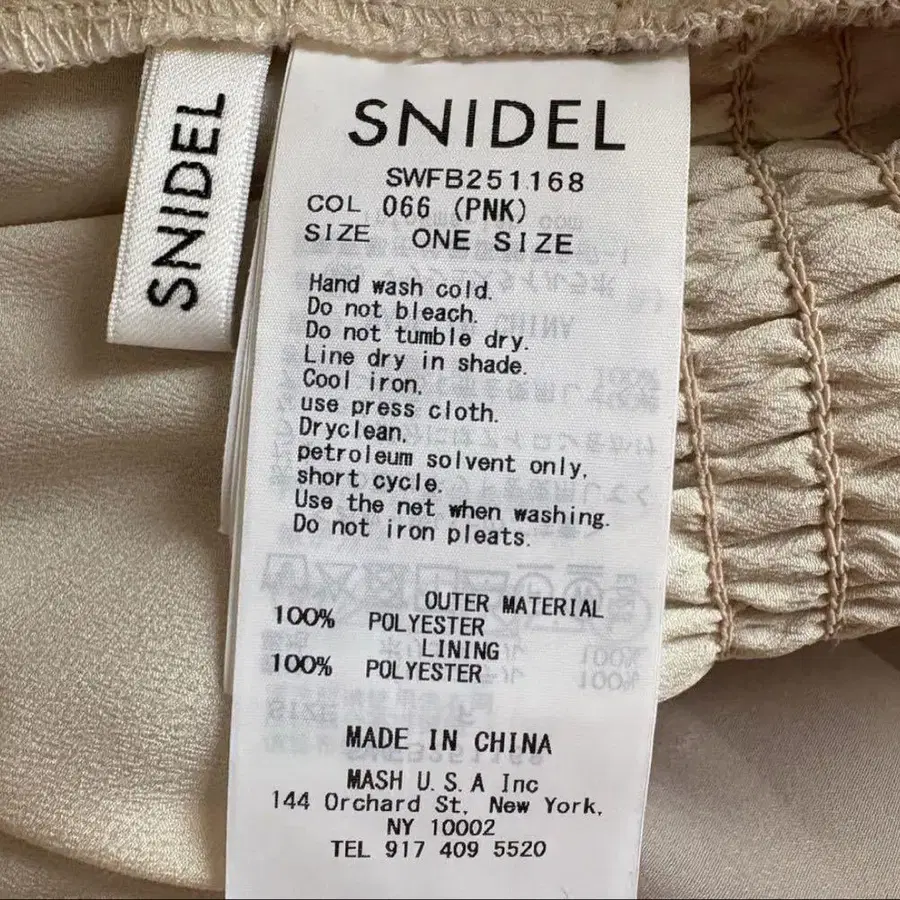 SNIDEL
SNIDEL
SWFB251168
COL 066 (PNK)
SIZE ONE SIZE
Hand wash cold.
Do not bleach.
Do not tumble dry.
Line dry in shade.
Cool iron.
use press cloth.
Dryclean.
petroleum solvent only,
short cycle.
Use the net when washing.
Do not iron pleats.
OUTER MATERIAL
100% POLYESTER
LINING
100% POLYESTER
MADE IN CHINA
MASH U.S.A Inc
144 Orchard St, New York,
NY 10002
TEL 917 409 5520